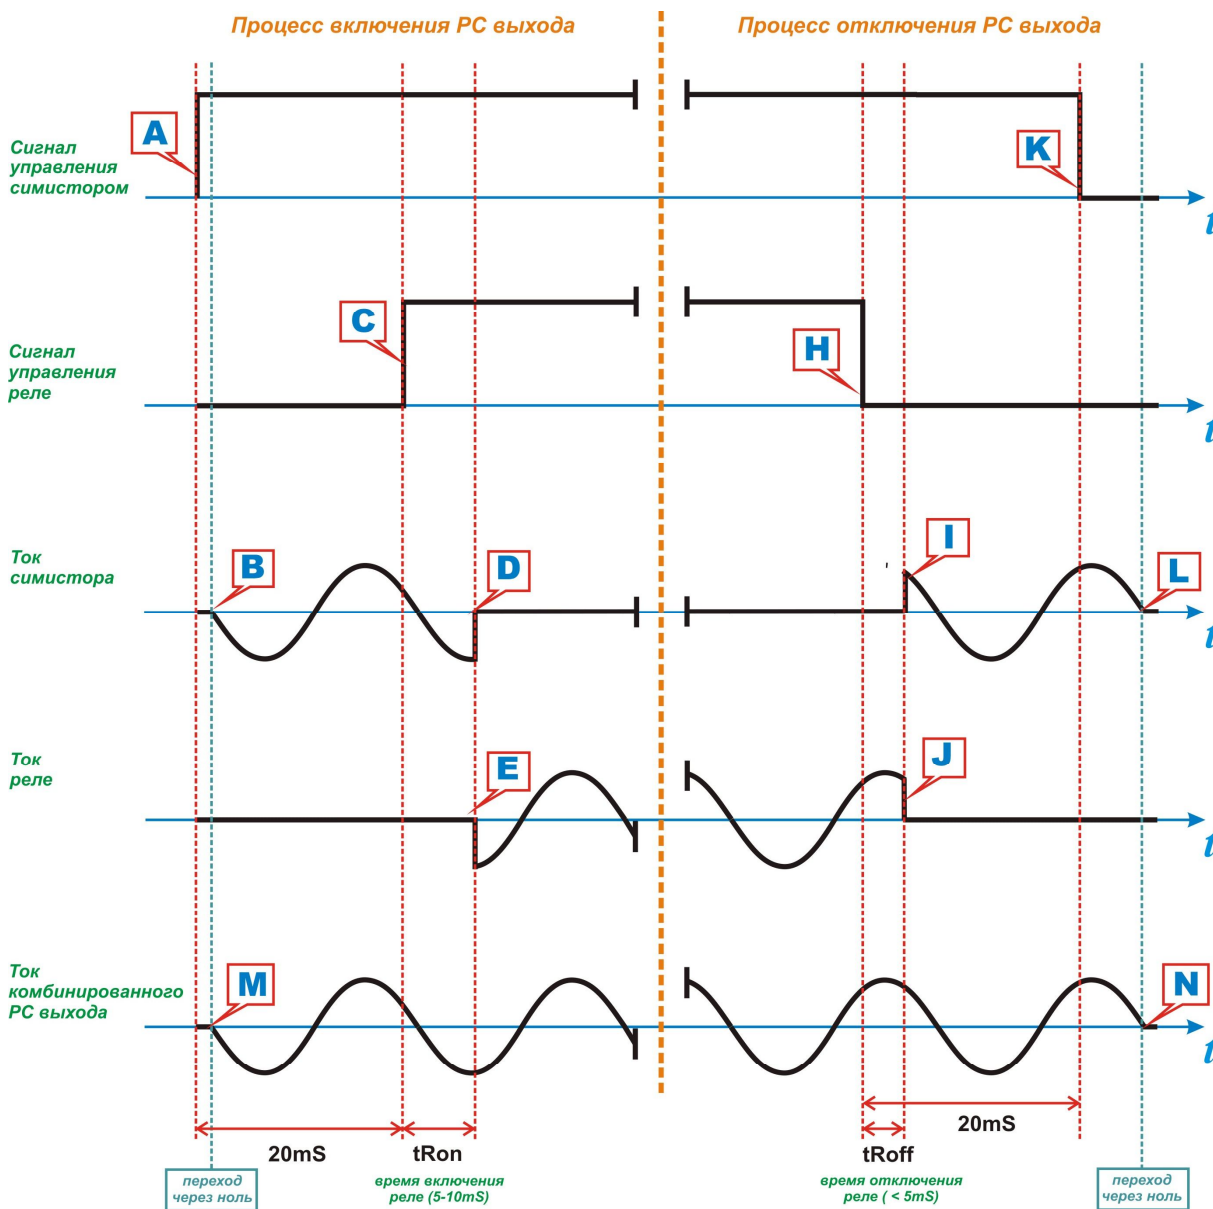 Процесс включения РС выхода
Процесс отключения РС выхода
A
K
Сигнал
управления
симистором
t
C
H
Сигнал
управления
реле
t
Ток
симистора
B
D
I
L
t
Ток
реле
E
J
t
Ток
комбинированного
РС выхода
M
N
t
20mS
tRon
tRoff
20mS
переход
через ноль
время включения
реле (5-10mS)
время отключения
реле ( < 5mS)
переход
через ноль